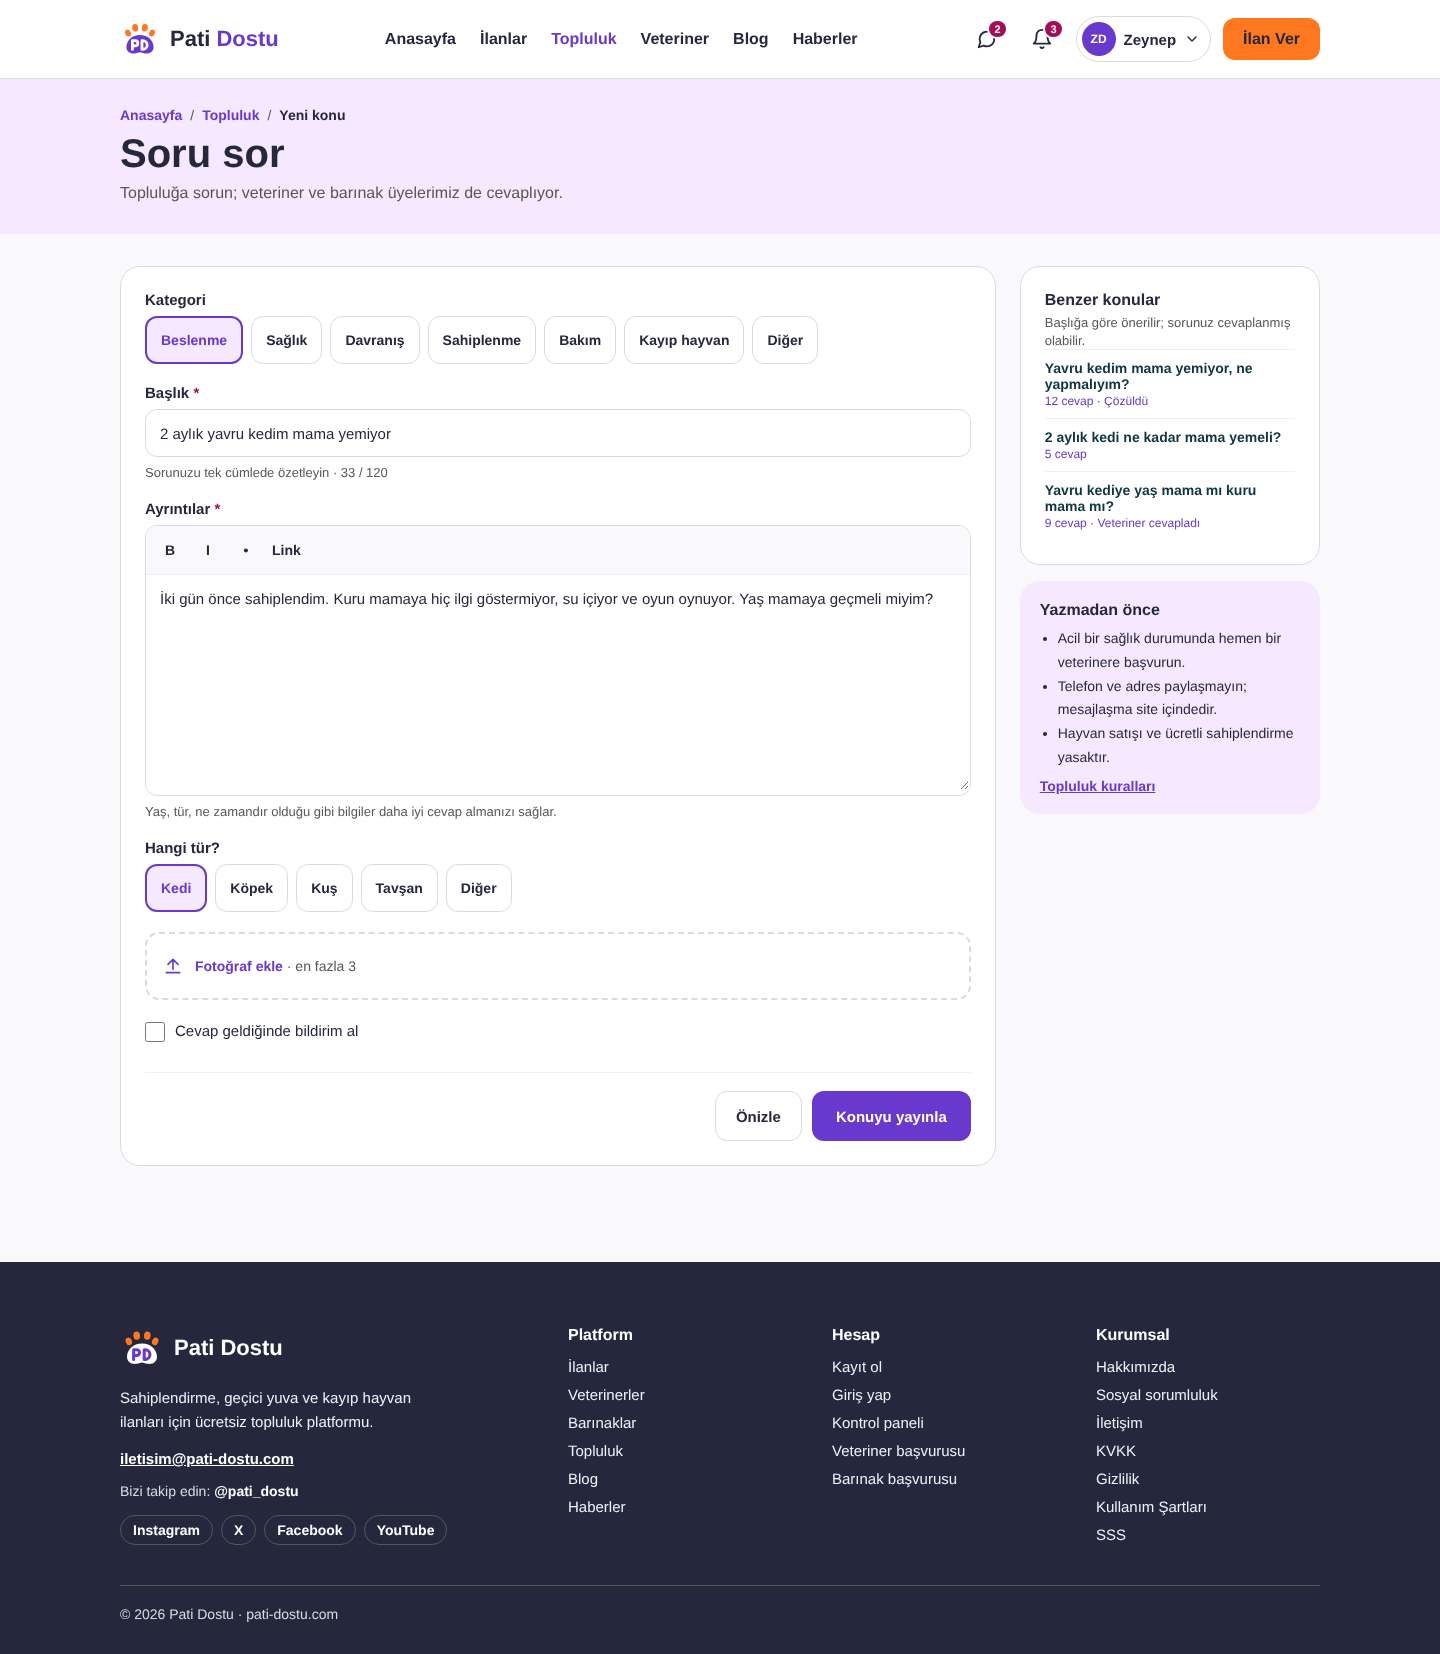 PD Pati Dostu
Anasayfa İlanlar Topluluk Veteriner Blog Haberler
2
3
ZD Zeynep
İlan Ver
Anasayfa / Topluluk / Yeni konu
Soru sor
Topluluğa sorun; veteriner ve barınak üyelerimiz de cevaplıyor.
Kategori
Beslenme Sağlık Davranış Sahiplenme Bakım Kayıp hayvan Diğer
Başlık *
2 aylık yavru kedim mama yemiyor
Sorunuzu tek cümlede özetleyin · 33 / 120
Ayrıntılar *
B I • Link
İki gün önce sahiplendim. Kuru mamaya hiç ilgi göstermiyor, su içiyor ve oyun oynuyor. Yaş mamaya geçmeli miyim?
Yaş, tür, ne zamandır olduğu gibi bilgiler daha iyi cevap almanızı sağlar.
Hangi tür?
Kedi Köpek Kuş Tavşan Diğer
Fotoğraf ekle · en fazla 3
Cevap geldiğinde bildirim al
Önizle Konuyu yayınla
Benzer konular
Başlığa göre önerilir; sorunuz cevaplanmış
olabilir.
Yavru kedim mama yemiyor, ne
yapmalıyım?
12 cevap · Çözüldü
2 aylık kedi ne kadar mama yemeli?
5 cevap
Yavru kediye yaş mama mı kuru
mama mı?
9 cevap · Veteriner cevapladı
Yazmadan önce
• Acil bir sağlık durumunda hemen bir
veterinere başvurun.
• Telefon ve adres paylaşmayın;
mesajlaşma site içindedir.
• Hayvan satışı ve ücretli sahiplendirme
yasaktır.
Topluluk kuralları
PD Pati Dostu
Sahiplendirme, geçici yuva ve kayıp hayvan
ilanları için ücretsiz topluluk platformu.
iletisim@pati-dostu.com
Bizi takip edin: @pati_dostu
Instagram X Facebook YouTube
Platform
İlanlar
Veterinerler
Barınaklar
Topluluk
Blog
Haberler
Hesap
Kayıt ol
Giriş yap
Kontrol paneli
Veteriner başvurusu
Barınak başvurusu
Kurumsal
Hakkımızda
Sosyal sorumluluk
İletişim
KVKK
Gizlilik
Kullanım Şartları
SSS
© 2026 Pati Dostu · pati-dostu.com